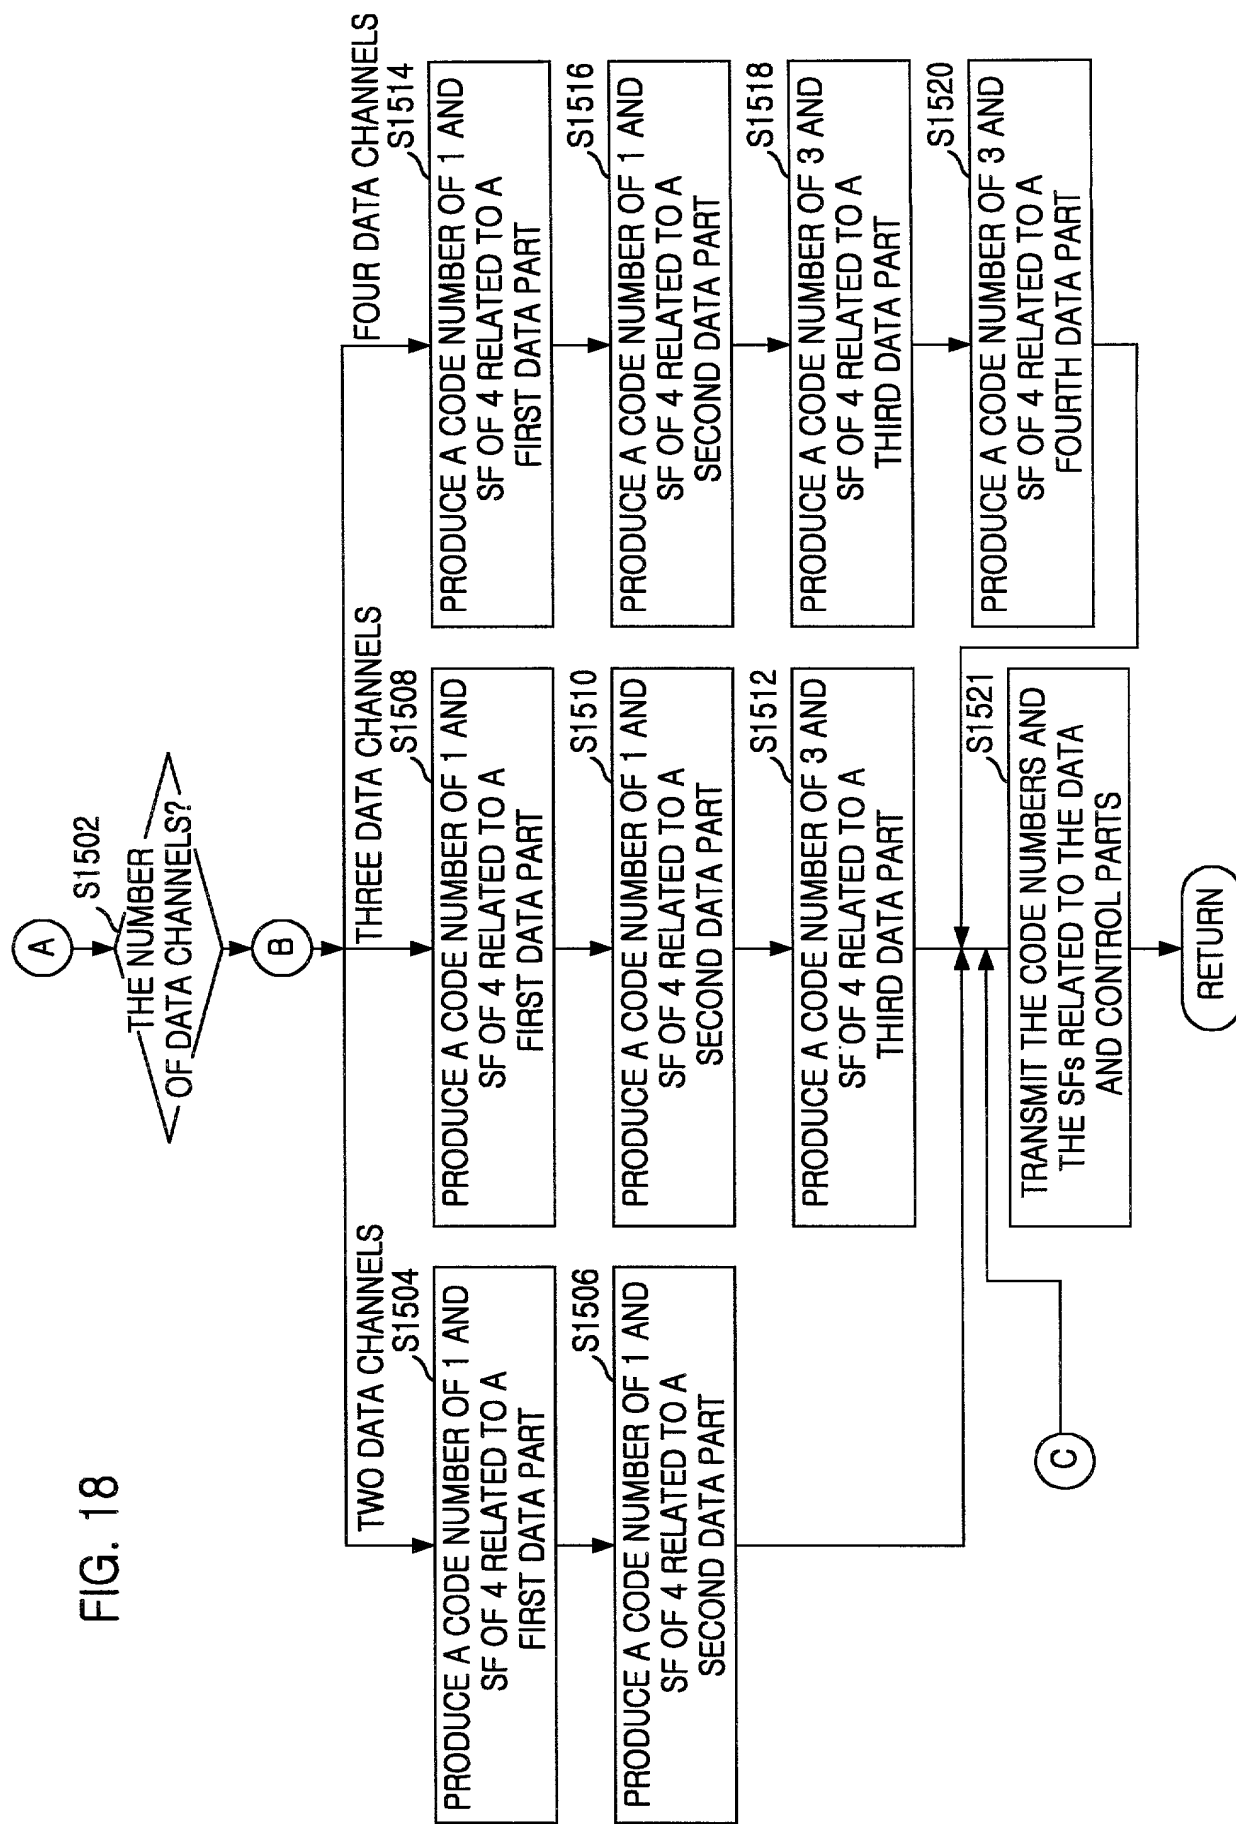 FIG. 18
A
S1502
THE NUMBER
OF DATA CHANNELS?
B
TWO DATA CHANNELS
S1504
PRODUCE A CODE NUMBER OF 1 AND
SF OF 4 RELATED TO A
FIRST DATA PART
S1506
PRODUCE A CODE NUMBER OF 1 AND
SF OF 4 RELATED TO A
SECOND DATA PART
THREE DATA CHANNELS
S1508
PRODUCE A CODE NUMBER OF 1 AND
SF OF 4 RELATED TO A
FIRST DATA PART
S1510
PRODUCE A CODE NUMBER OF 1 AND
SF OF 4 RELATED TO A
SECOND DATA PART
S1512
PRODUCE A CODE NUMBER OF 3 AND
SF OF 4 RELATED TO A
THIRD DATA PART
FOUR DATA CHANNELS
S1514
PRODUCE A CODE NUMBER OF 1 AND
SF OF 4 RELATED TO A
FIRST DATA PART
S1516
PRODUCE A CODE NUMBER OF 1 AND
SF OF 4 RELATED TO A
SECOND DATA PART
S1518
PRODUCE A CODE NUMBER OF 3 AND
SF OF 4 RELATED TO A
THIRD DATA PART
S1520
PRODUCE A CODE NUMBER OF 3 AND
SF OF 4 RELATED TO A
FOURTH DATA PART
C
S1521
TRANSMIT THE CODE NUMBERS AND
THE SFs RELATED TO THE DATA
AND CONTROL PARTS
RETURN